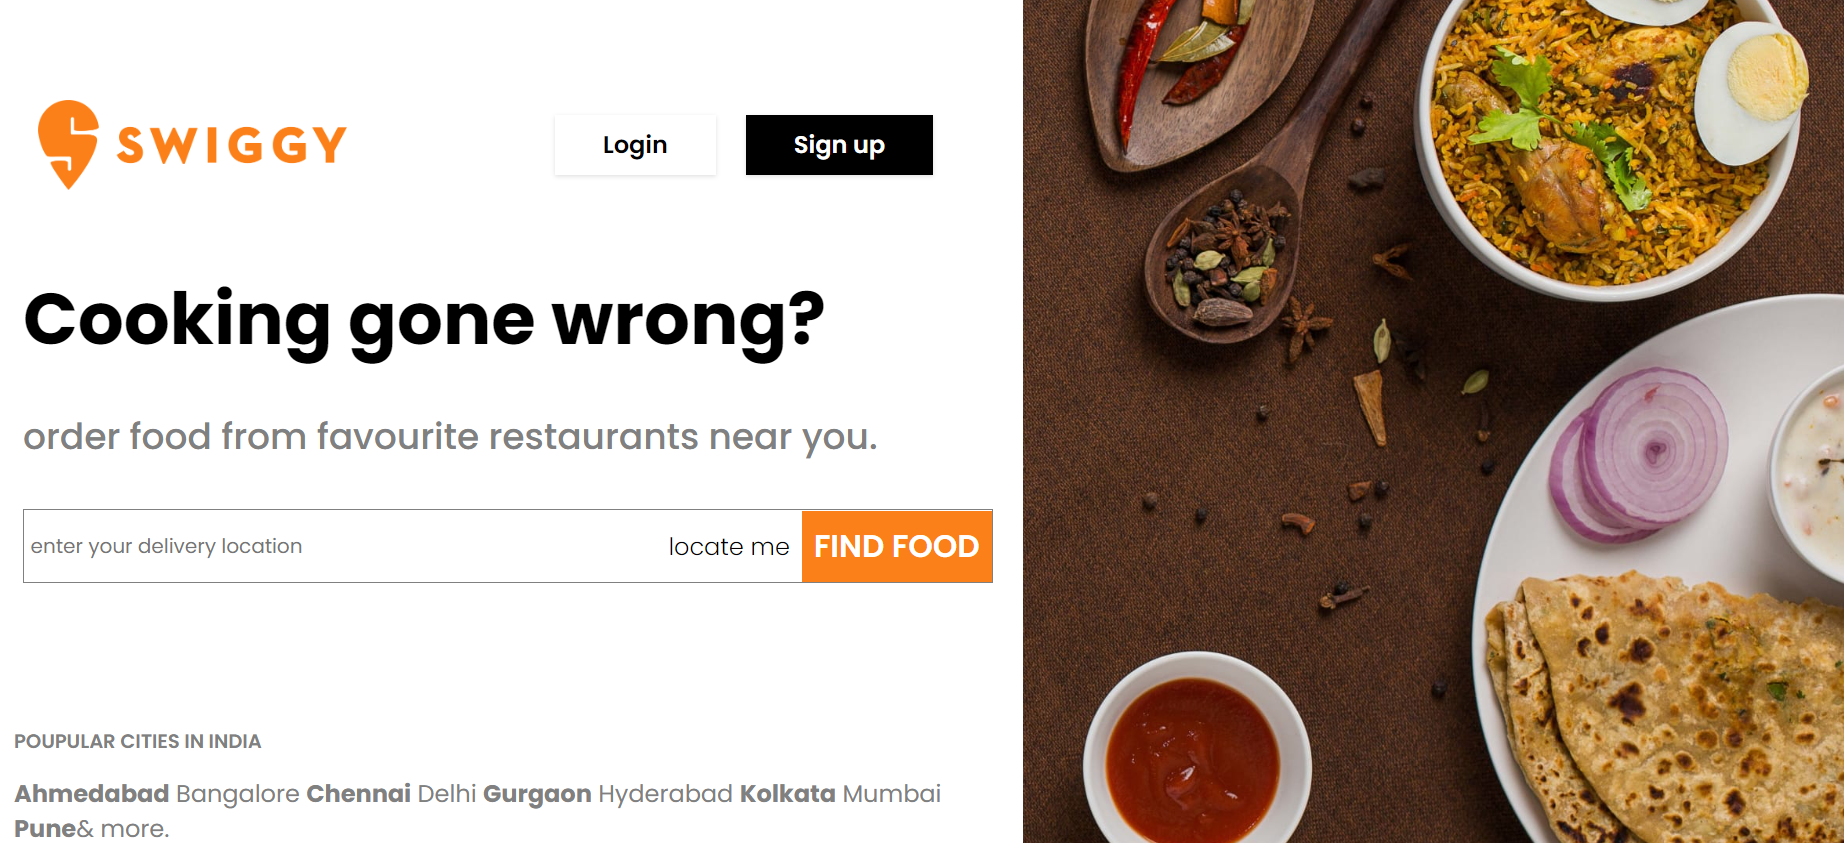 SWIGGY
Login
Sign up
Cooking gone wrong?
order food from favourite restaurants near you.
enter your delivery location
locate me
FIND FOOD
POUPULAR CITIES IN INDIA
Ahmedabad Bangalore Chennai Delhi Gurgaon Hyderabad Kolkata Mumbai
Pune& more.